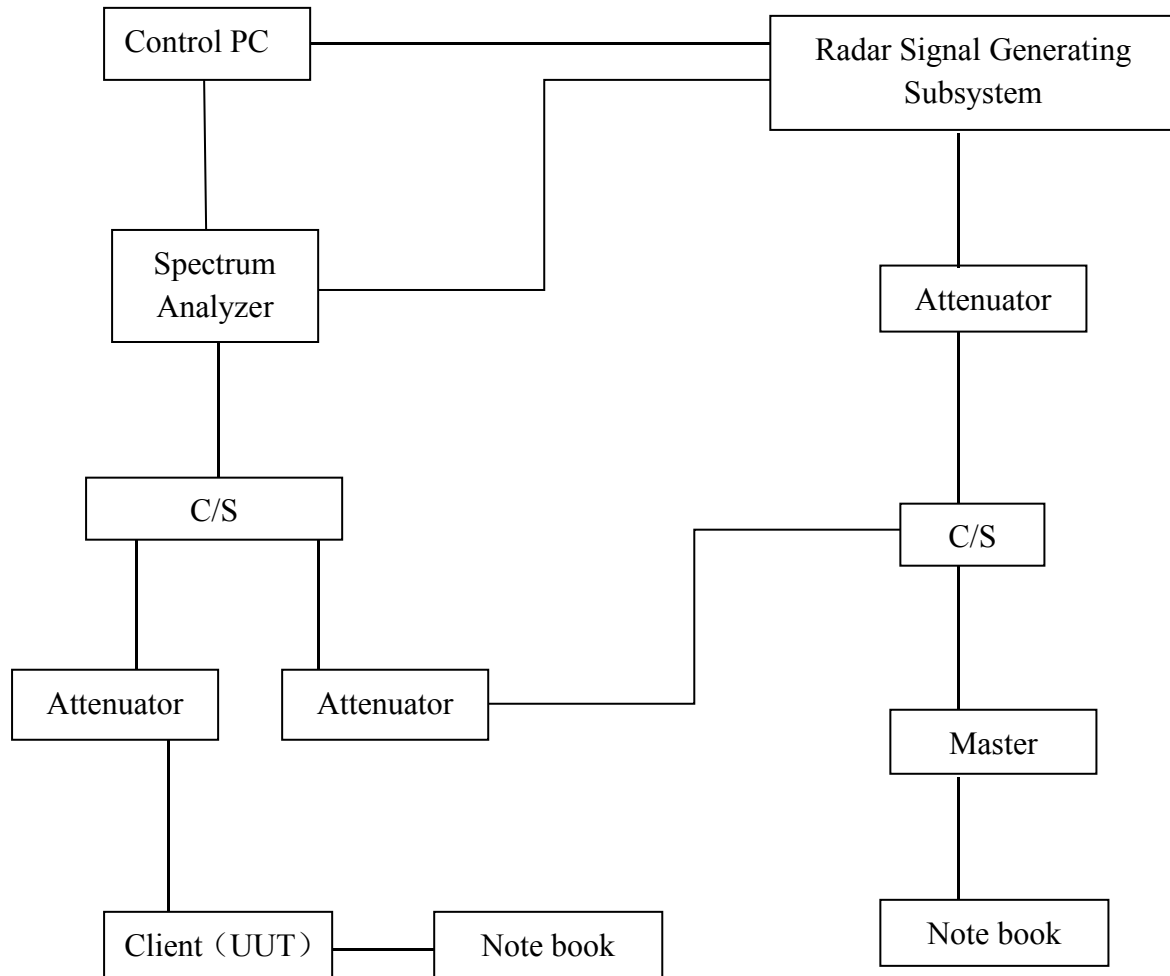 Control PC
Radar Signal Generating
Subsystem
Spectrum
Analyzer
Attenuator
C/S
C/S
Attenuator
Attenuator
Master
Client（UUT）
Note book
Note book